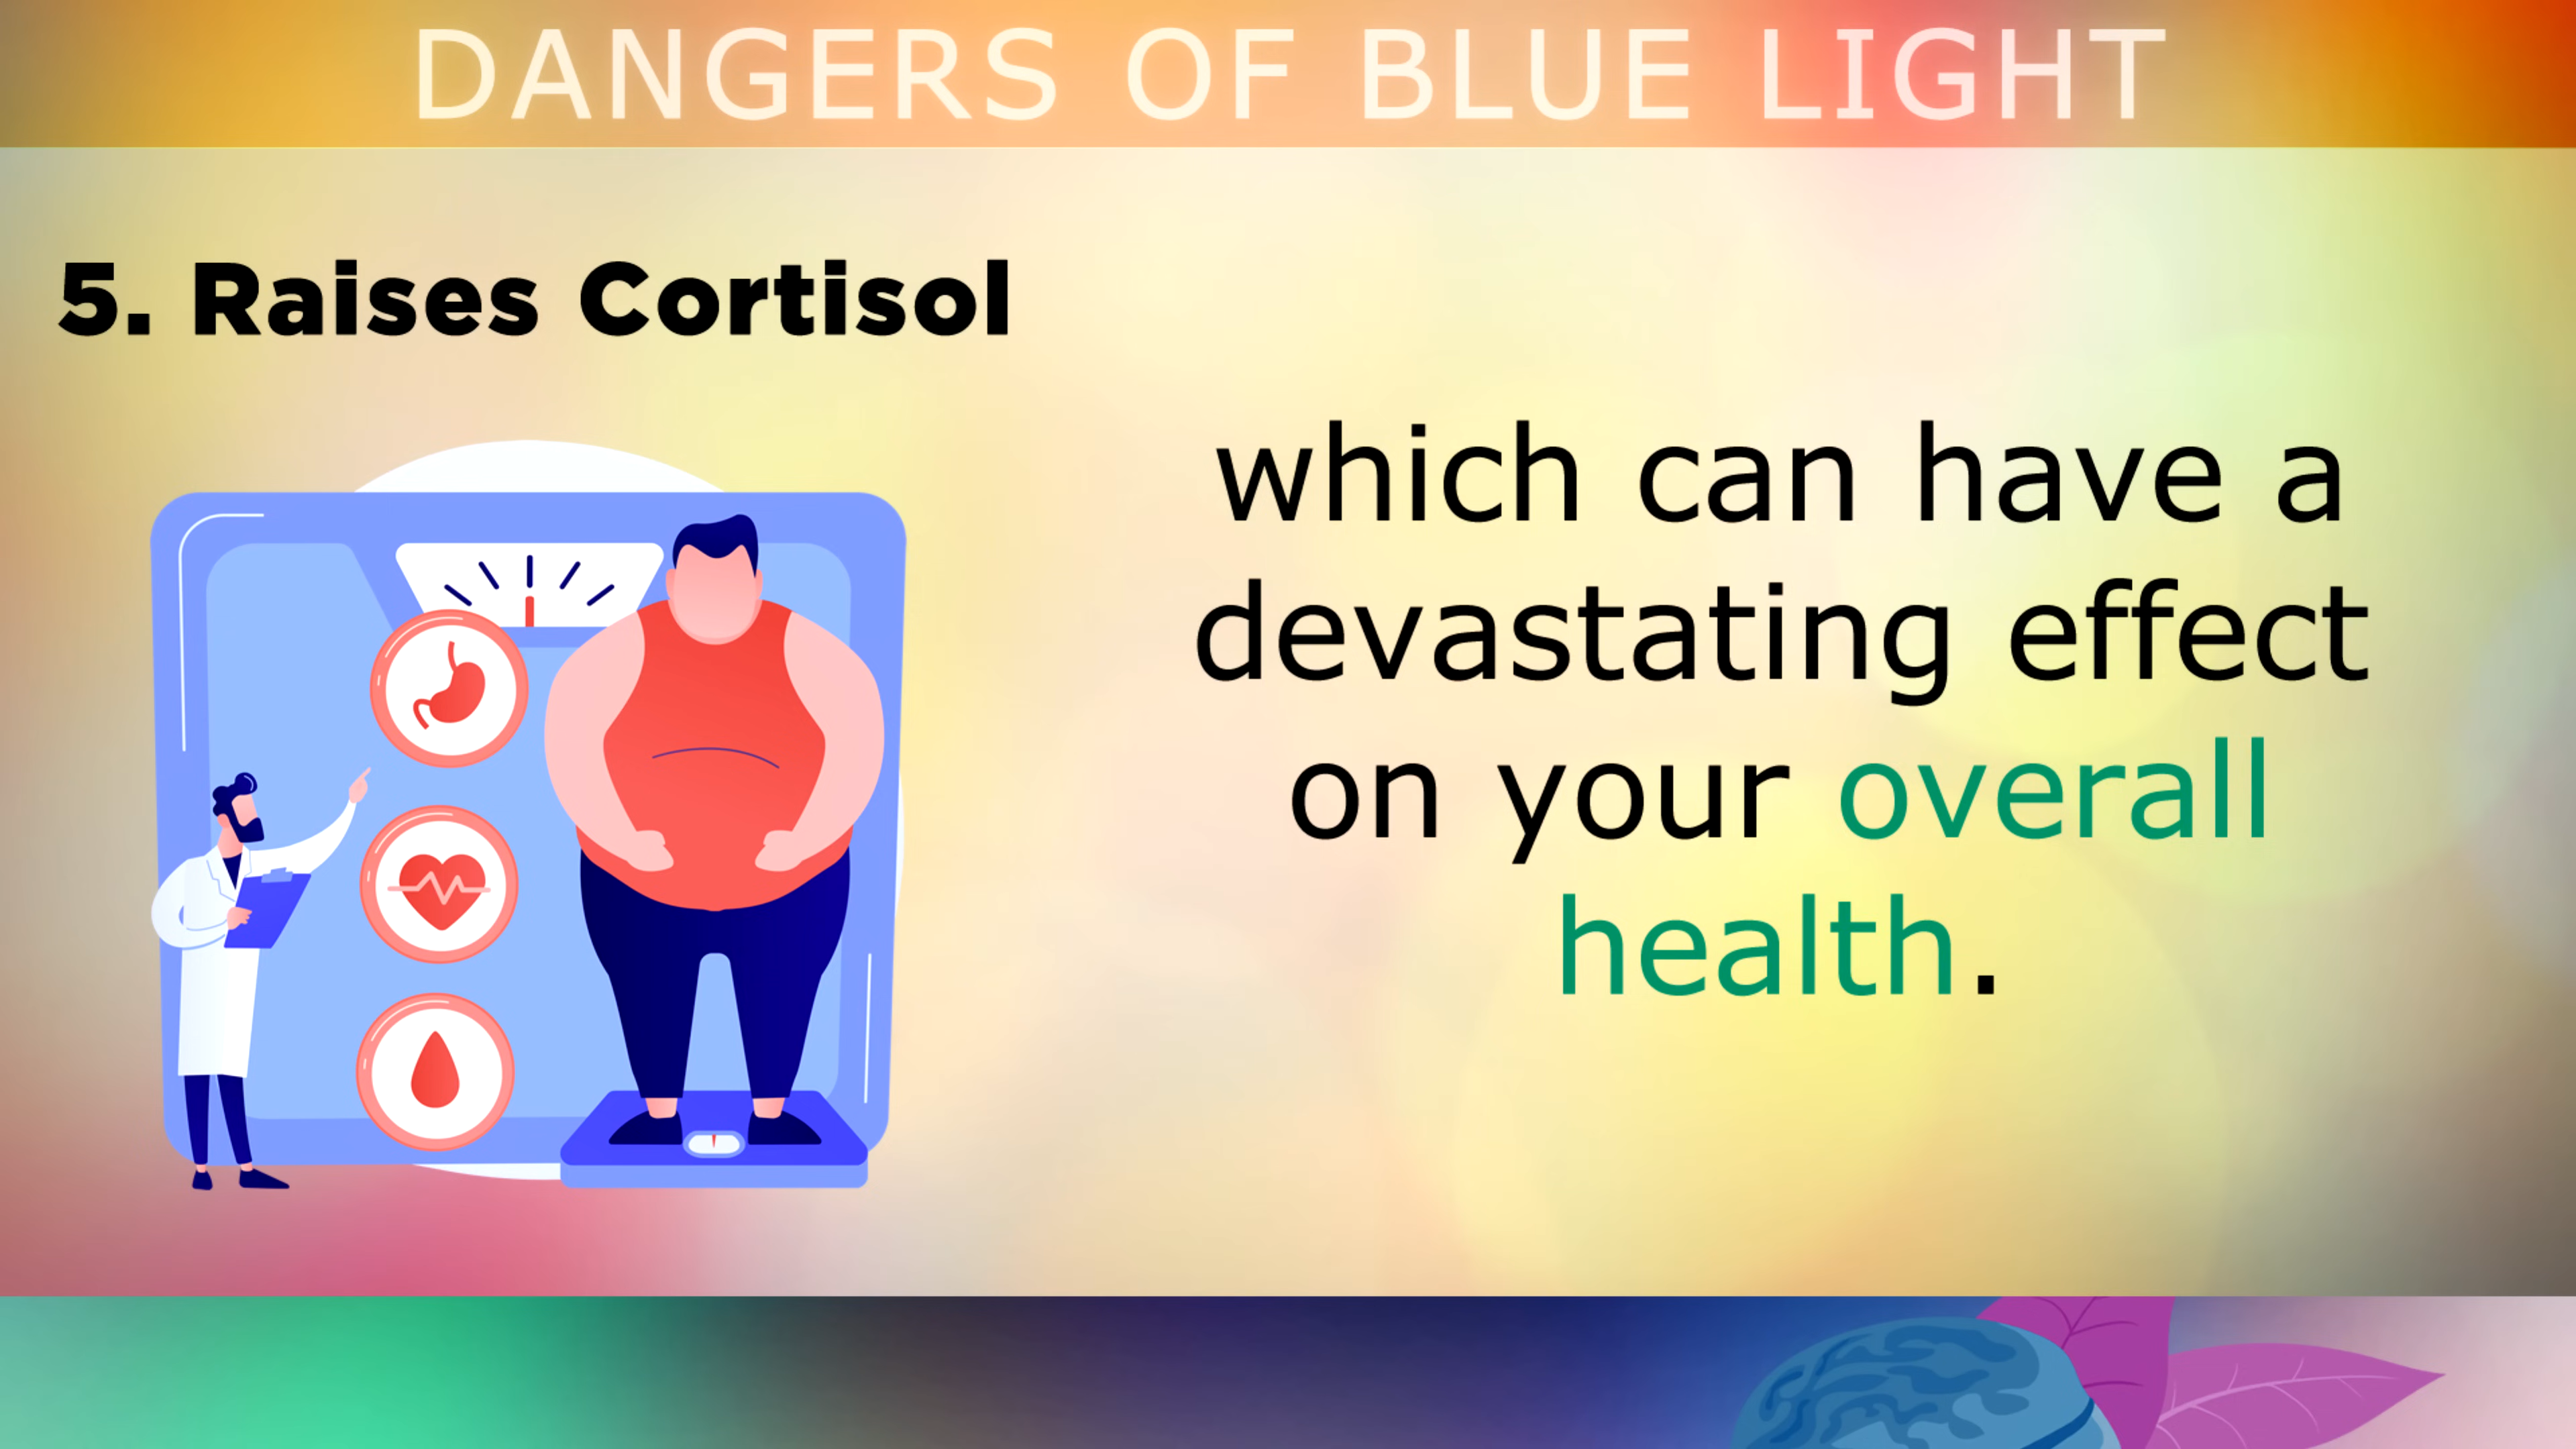 DANGERS OF BLUE LIGHT
5. Raises Cortisol
which can have a
devastating effect
on your overall
health.